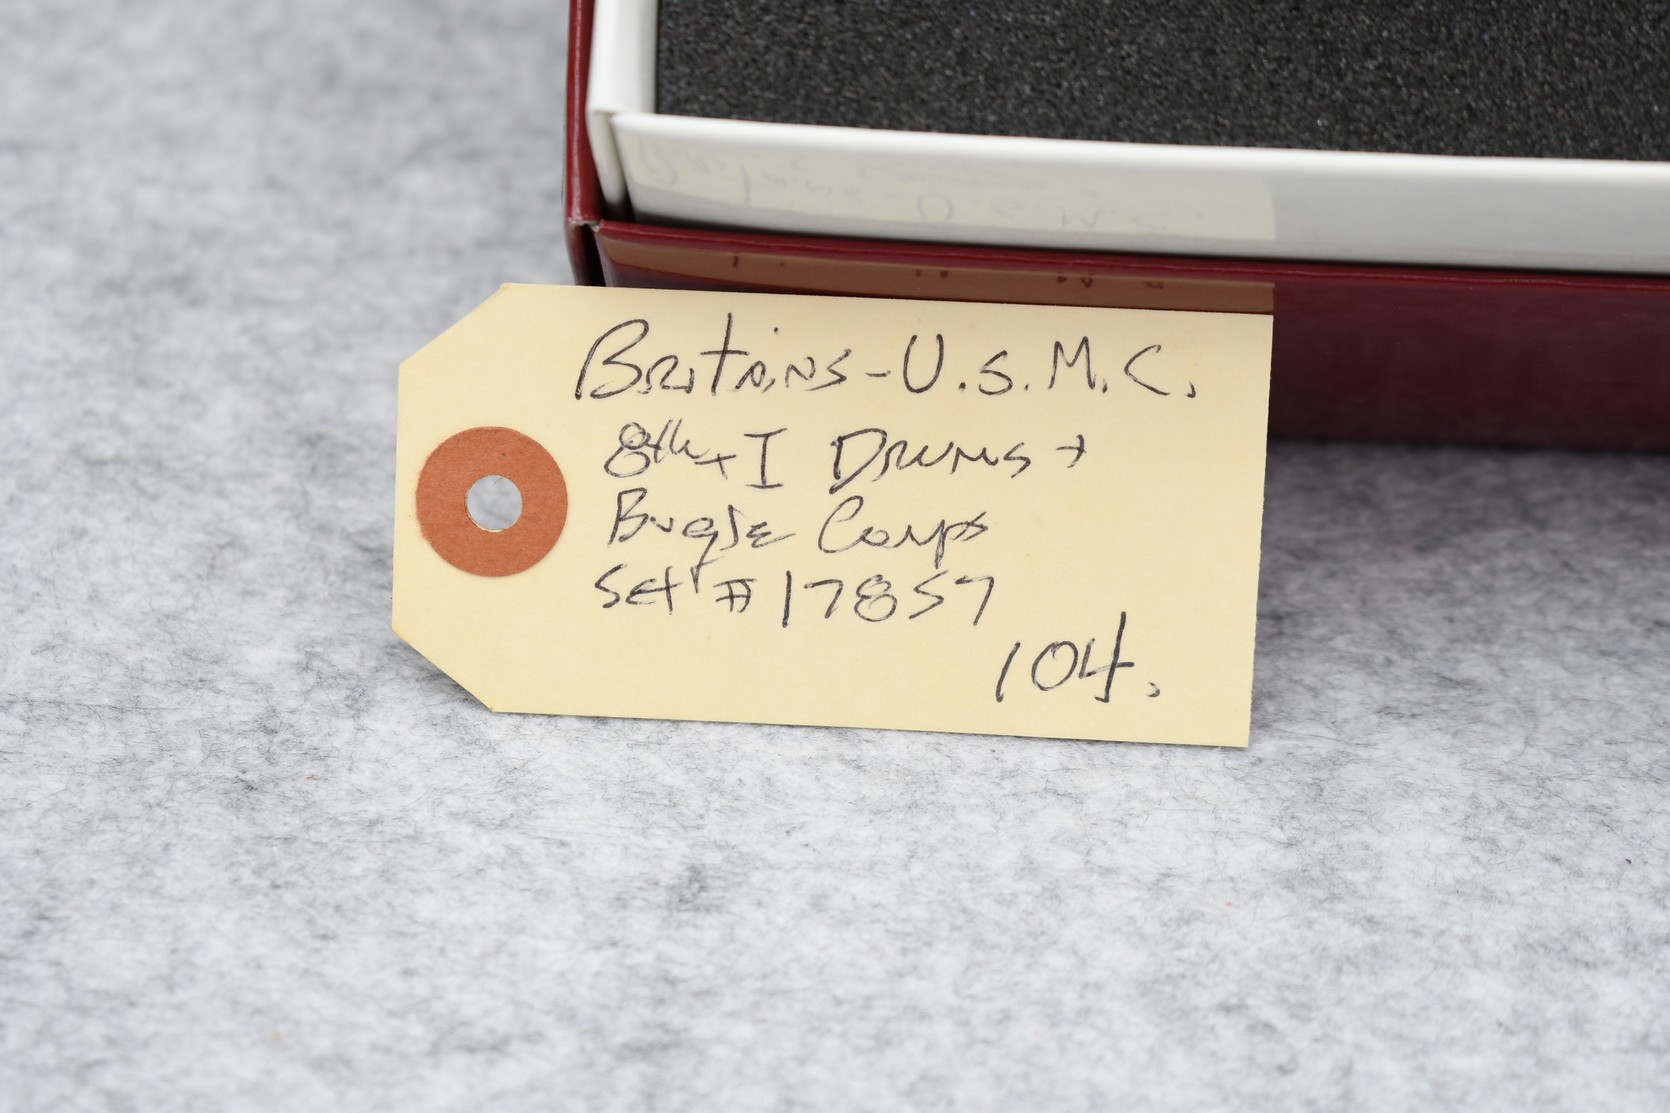 Britains - U.S.M.C.
8th + I Drums +
Bugle Corps
Set # 17857
104.